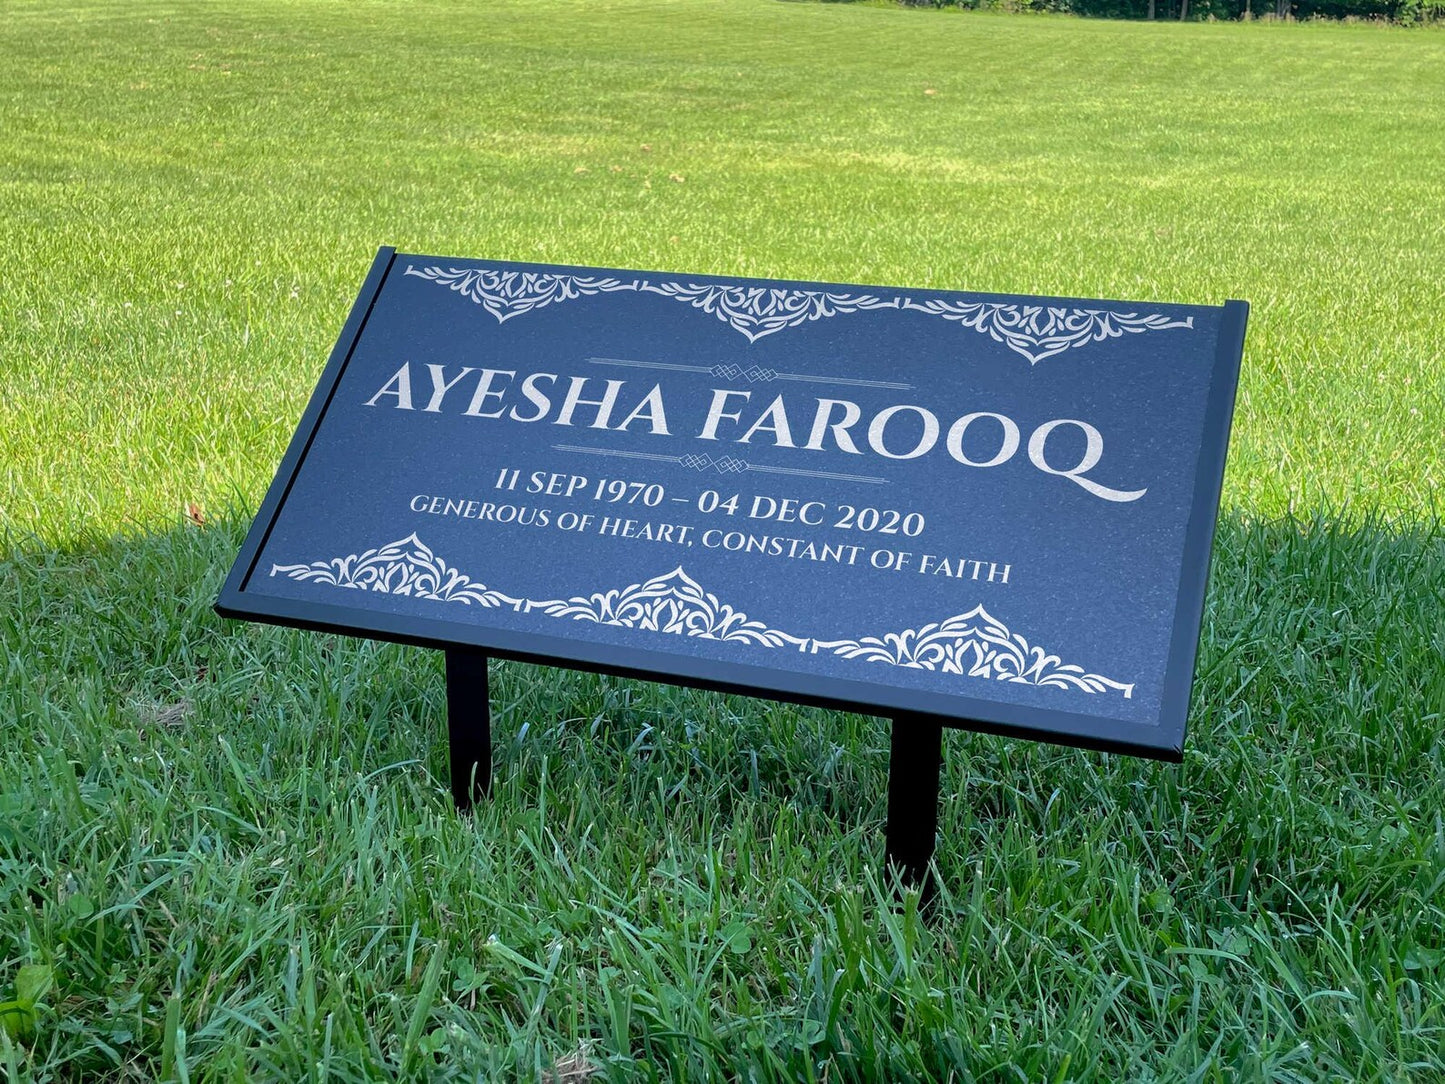 AYESHA FAROOQ
11 SEP 1970 – 04 DEC 2020
GENEROUS OF HEART, CONSTANT OF FAITH